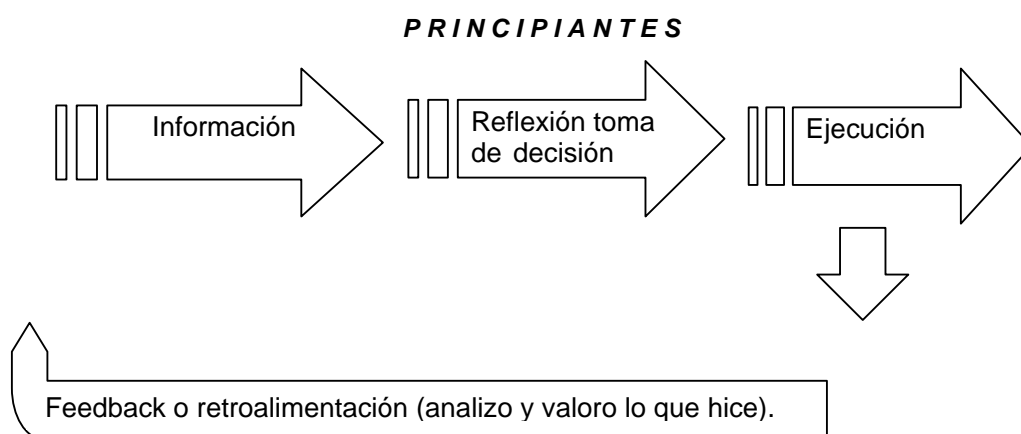 PRINCIPIANTES
Información
Reflexión toma
de decisión
Ejecución
Feedback o retroalimentación (analizo y valoro lo que hice).